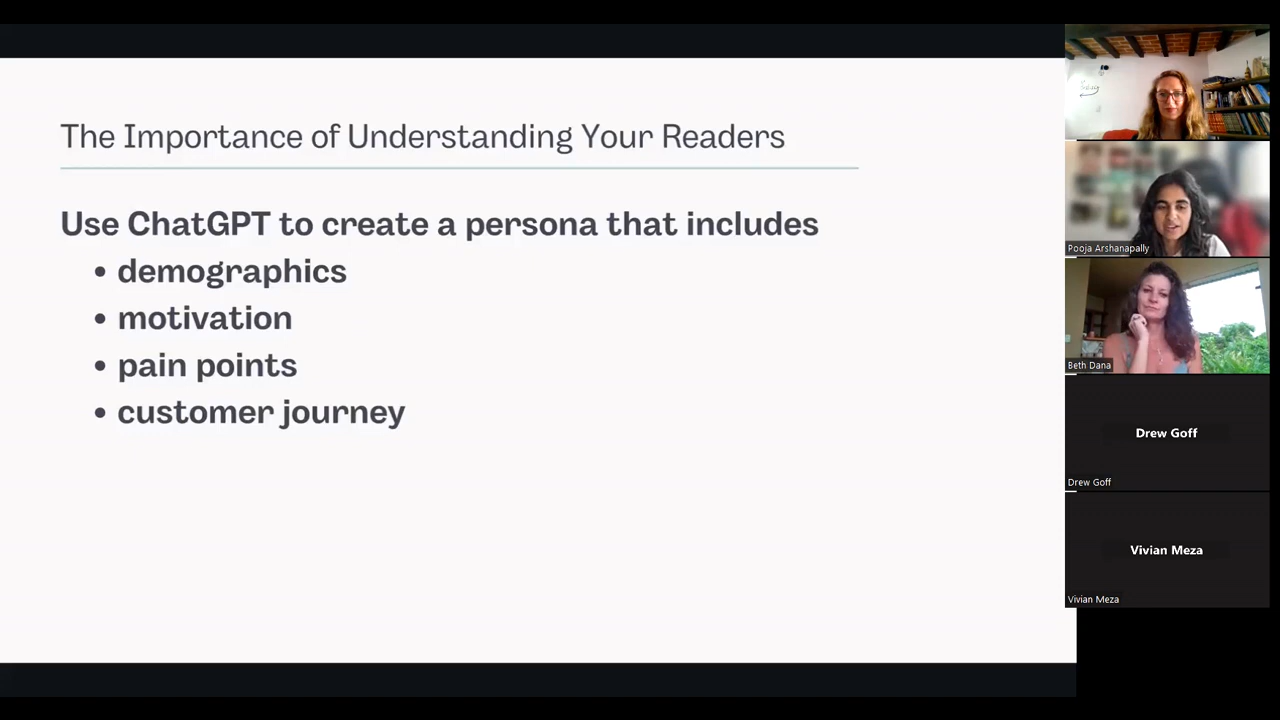 The Importance of Understanding Your Readers
Use ChatGPT to create a persona that includes
• demographics
• motivation
• pain points
• customer journey
Pooja Arshanapally
Beth Dana
Drew Goff
Drew Goff
Vivian Meza
Vivian Meza